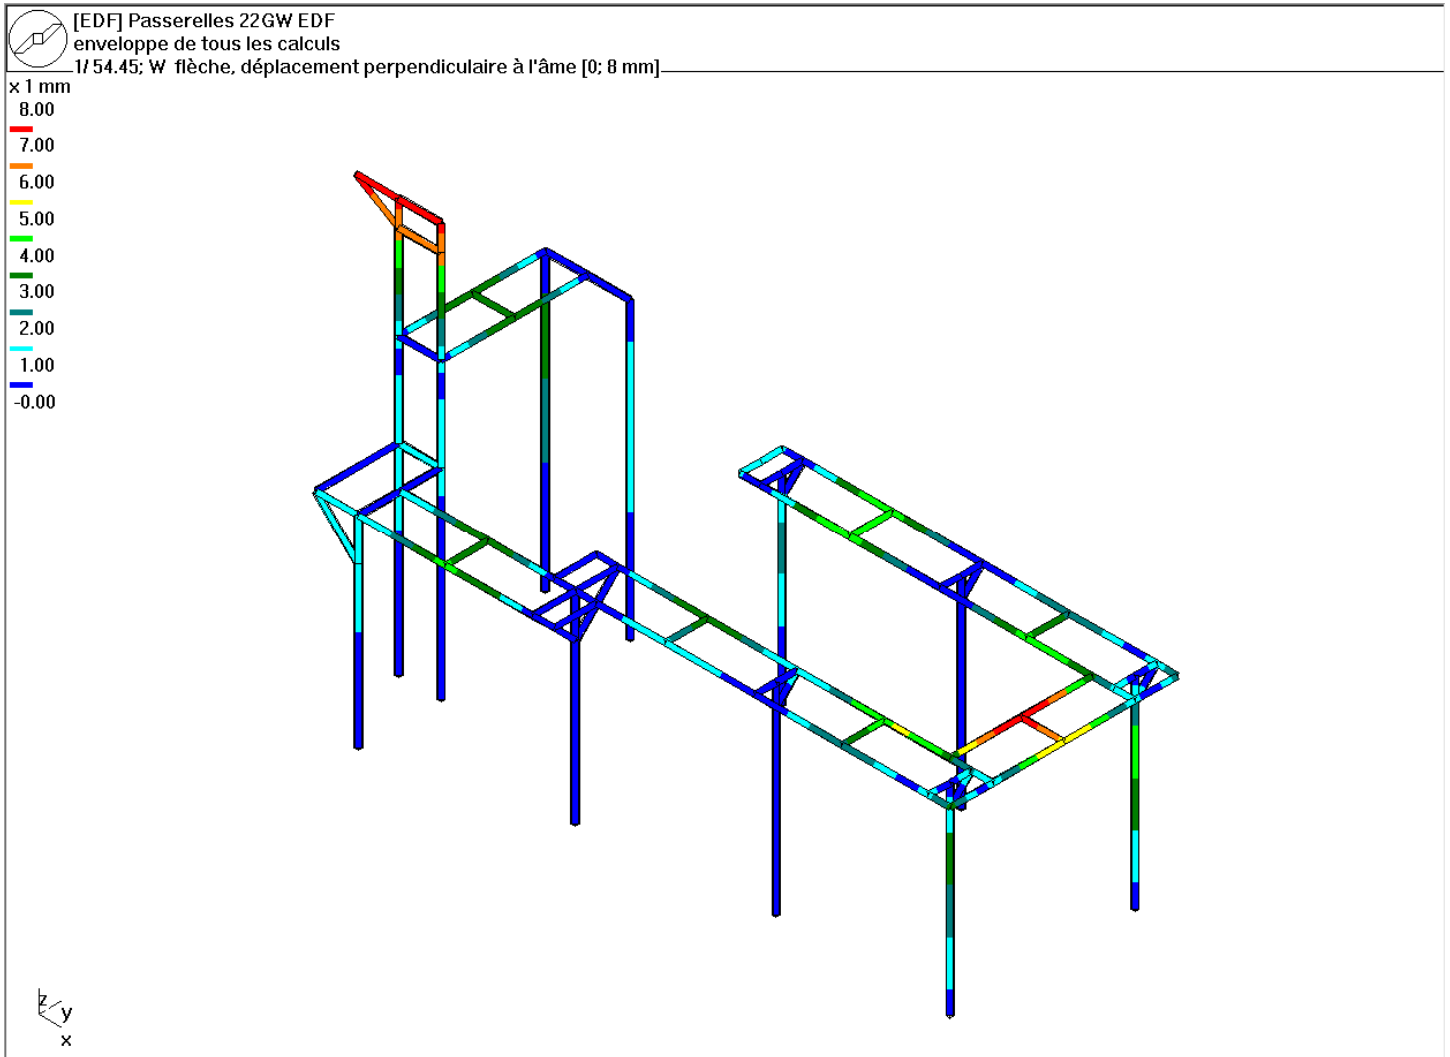 [EDF] Passerelles 22GW EDF
enveloppe de tous les calculs
1/ 54.45; W flèche, déplacement perpendiculaire à l'âme [0; 8 mm]
x 1 mm
8.00
7.00
6.00
5.00
4.00
3.00
2.00
1.00
-0.00
z
y
x